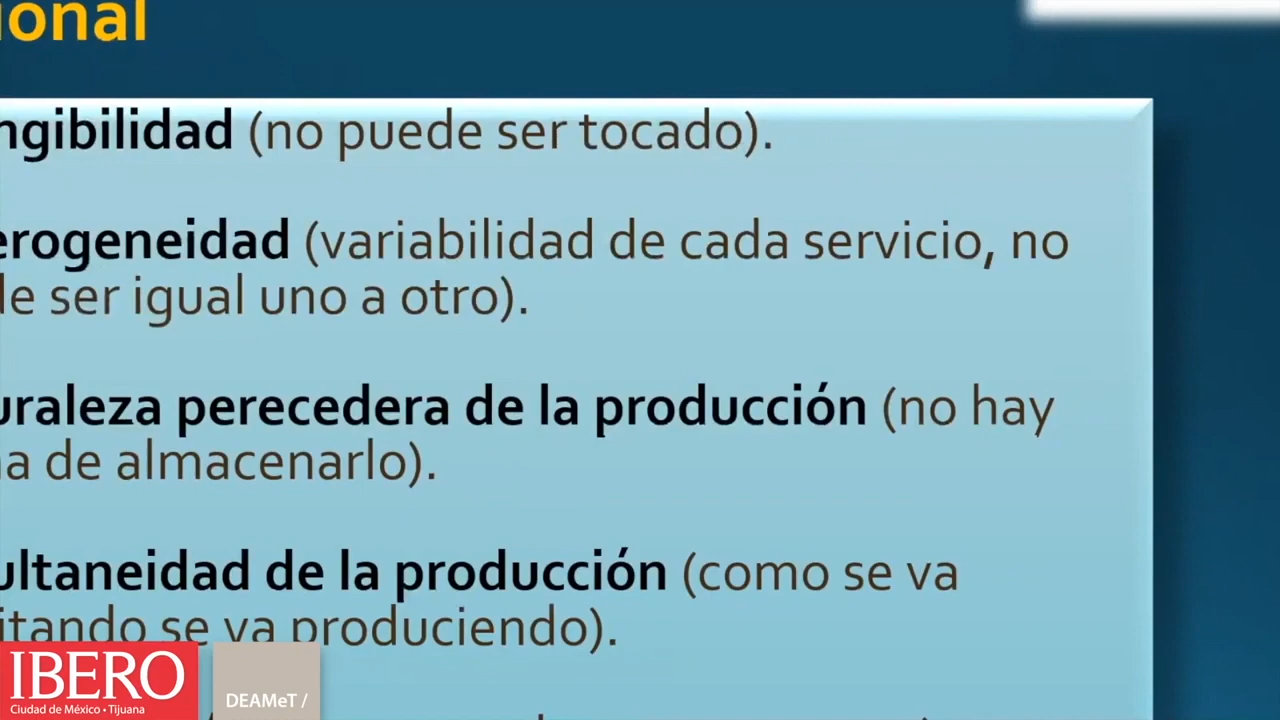 ional
ngibilidad (no puede ser tocado).
erogeneidad (variabilidad de cada servicio, no
de ser igual uno a otro).
uraleza perecedera de la producción (no hay
na de almacenarlo).
ultaneidad de la producción (como se va
itando se va produciendo).
IBERO
Ciudad de México • Tijuana
DEAMeT /